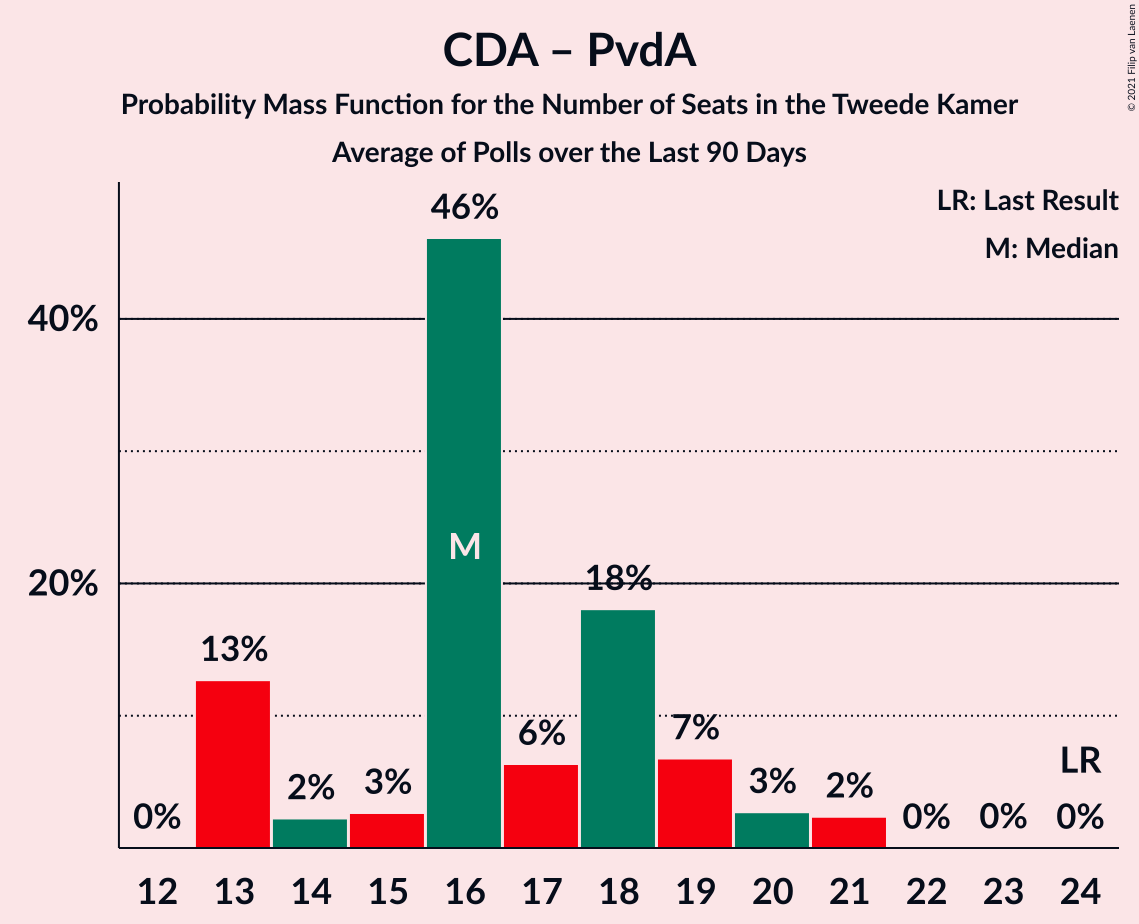 CDA – PvdA
Probability Mass Function for the Number of Seats in the Tweede Kamer
Average of Polls over the Last 90 Days
© 2021 Filip van Laenen
LR: Last Result
M: Median
40%
20%
0%
13%
2%
3%
46%
M
6%
18%
7%
3%
2%
0%
0%
LR
0%
12 13 14 15 16 17 18 19 20 21 22 23 24